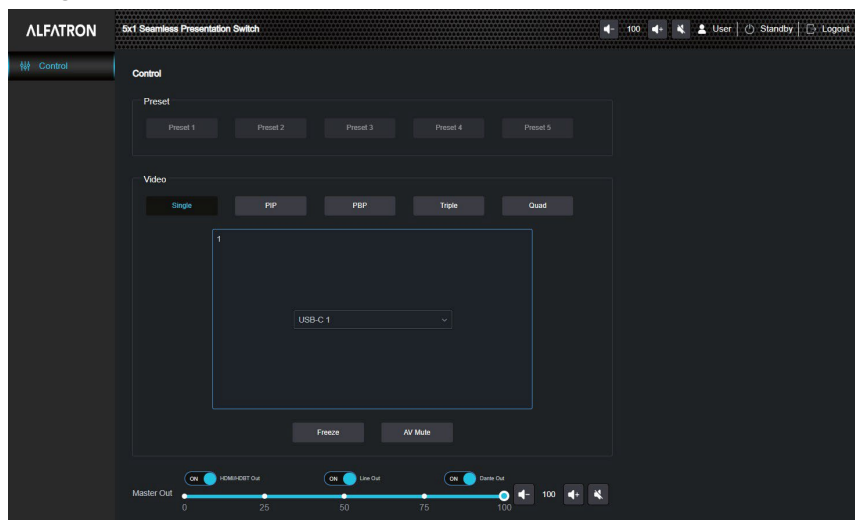 ALFATRON
5x1 Seamless Presentation Switch
100
User
Standby
Logout
Control
Control
Preset
Preset 1
Preset 2
Preset 3
Preset 4
Preset 5
Video
Single
PIP
PBP
Triple
Quad
1
USB-C 1
Freeze
AV Mute
ON HDMI/HDBT Out
ON Line Out
ON Dante Out
Master Out
100
0 25 50 75 100